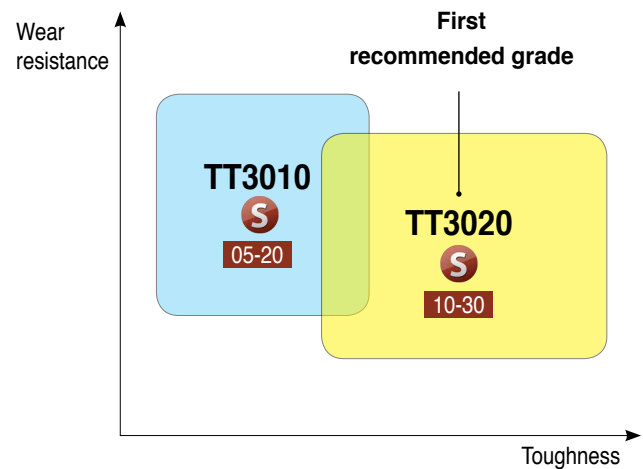 Wear
resistance
First
recommended grade
TT3010
S
05-20
TT3020
S
10-30
Toughness